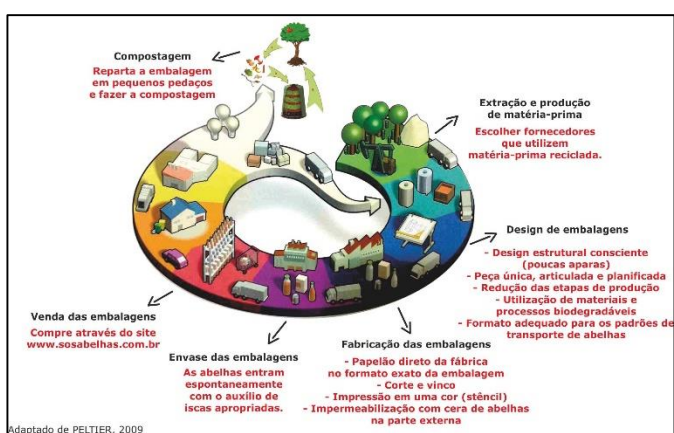 Compostagem
Reparta a embalagem
em pequenos pedaços
e fazer a compostagem
Extração e produção
de matéria-prima
Escolher fornecedores
que utilizem
matéria-prima reciclada.
Design de embalagens
- Design estrutural consciente
(poucas aparas)
- Peça única, articulada e planificada
- Redução das etapas de produção
- Utilização de materiais e
processos biodegradáveis
- Formato adequado para os padrões de
transporte de abelhas
Fabricação das embalagens
- Papelão direto da fábrica
no formato exato da embalagem
- Corte e vinco
- Impressão em uma cor (stêncil)
- Impermeabilização com cera de abelhas
na parte externa
Envase das embalagens
As abelhas entram
espontaneamente
com o auxílio de
iscas apropriadas.
Venda das embalagens
Compre através do site
www.sosabelhas.com.br
Adaptado de PELTIER, 2009